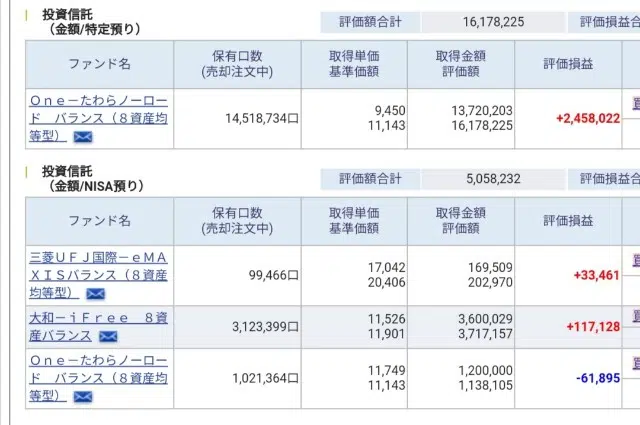 投資信託
(金額/特定預り)
評価額合計
16,178,225
評価損益合
ファンド名
保有口数
(売却注文中)
取得単価
基準価額
取得金額
評価額
評価損益
Ｏｎｅ－たわらノーロー
ド　バランス（８資産均
等型）
14,518,734口
9,450
11,143
13,720,203
16,178,225
+2,458,022
投資信託
(金額/NISA預り)
評価額合計
5,058,232
評価損益合
ファンド名
保有口数
(売却注文中)
取得単価
基準価額
取得金額
評価額
評価損益
三菱ＵＦＪ国際－ｅＭＡ
ＸＩＳバランス（８資産
均等型）
99,466口
17,042
20,406
169,509
202,970
+33,461
大和－ｉＦｒｅｅ　８資
産バランス
3,123,399口
11,526
11,901
3,600,029
3,717,157
+117,128
Ｏｎｅ－たわらノーロー
ド　バランス（８資産均
等型）
1,021,364口
11,749
11,143
1,200,000
1,138,105
-61,895